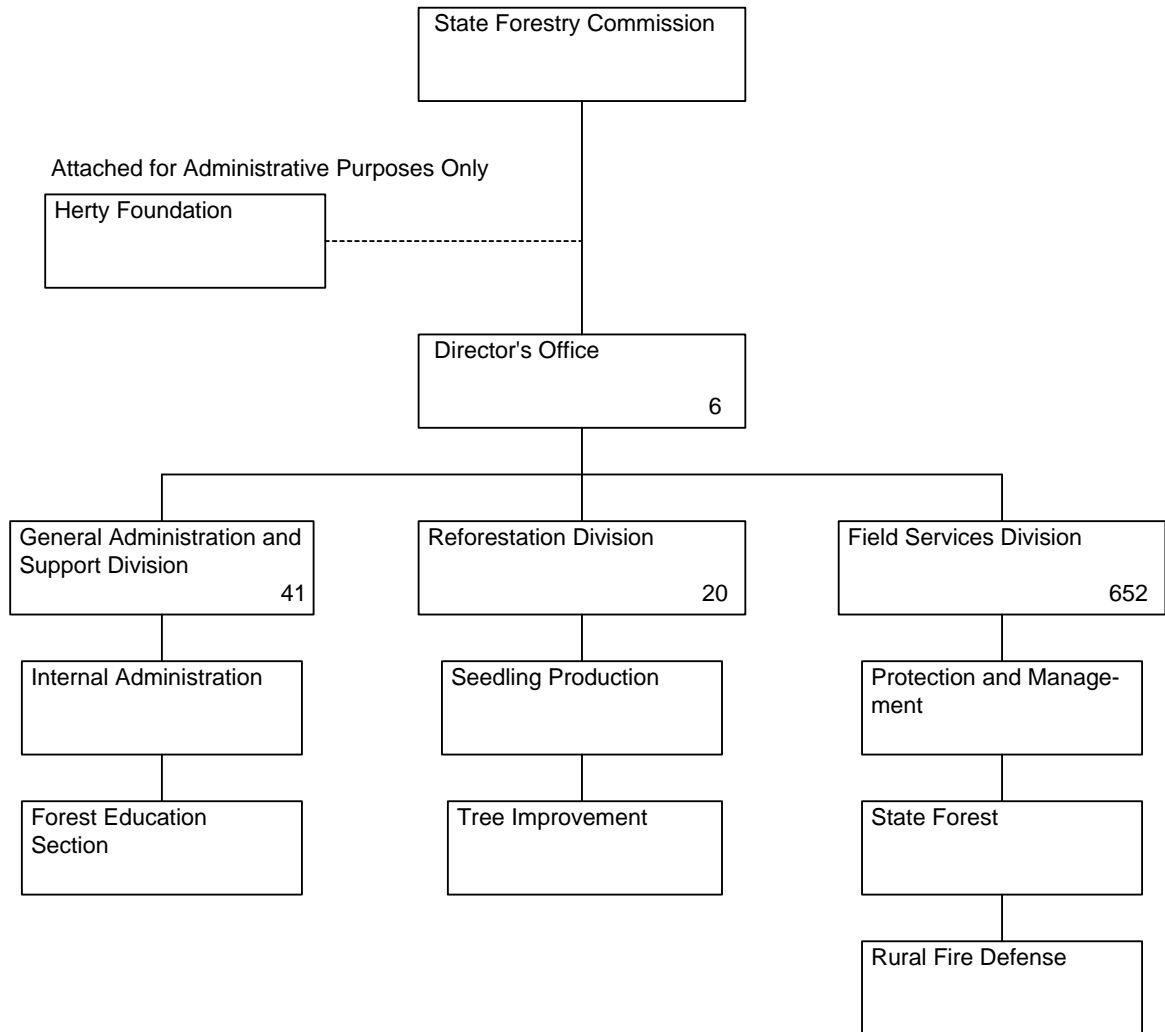 State Forestry Commission
Attached for Administrative Purposes Only
Herty Foundation
Director's Office
6
General Administration and
Support Division
41
Reforestation Division
20
Field Services Division
652
Internal Administration
Seedling Production
Protection and Manage-
ment
Forest Education
Section
Tree Improvement
State Forest
Rural Fire Defense